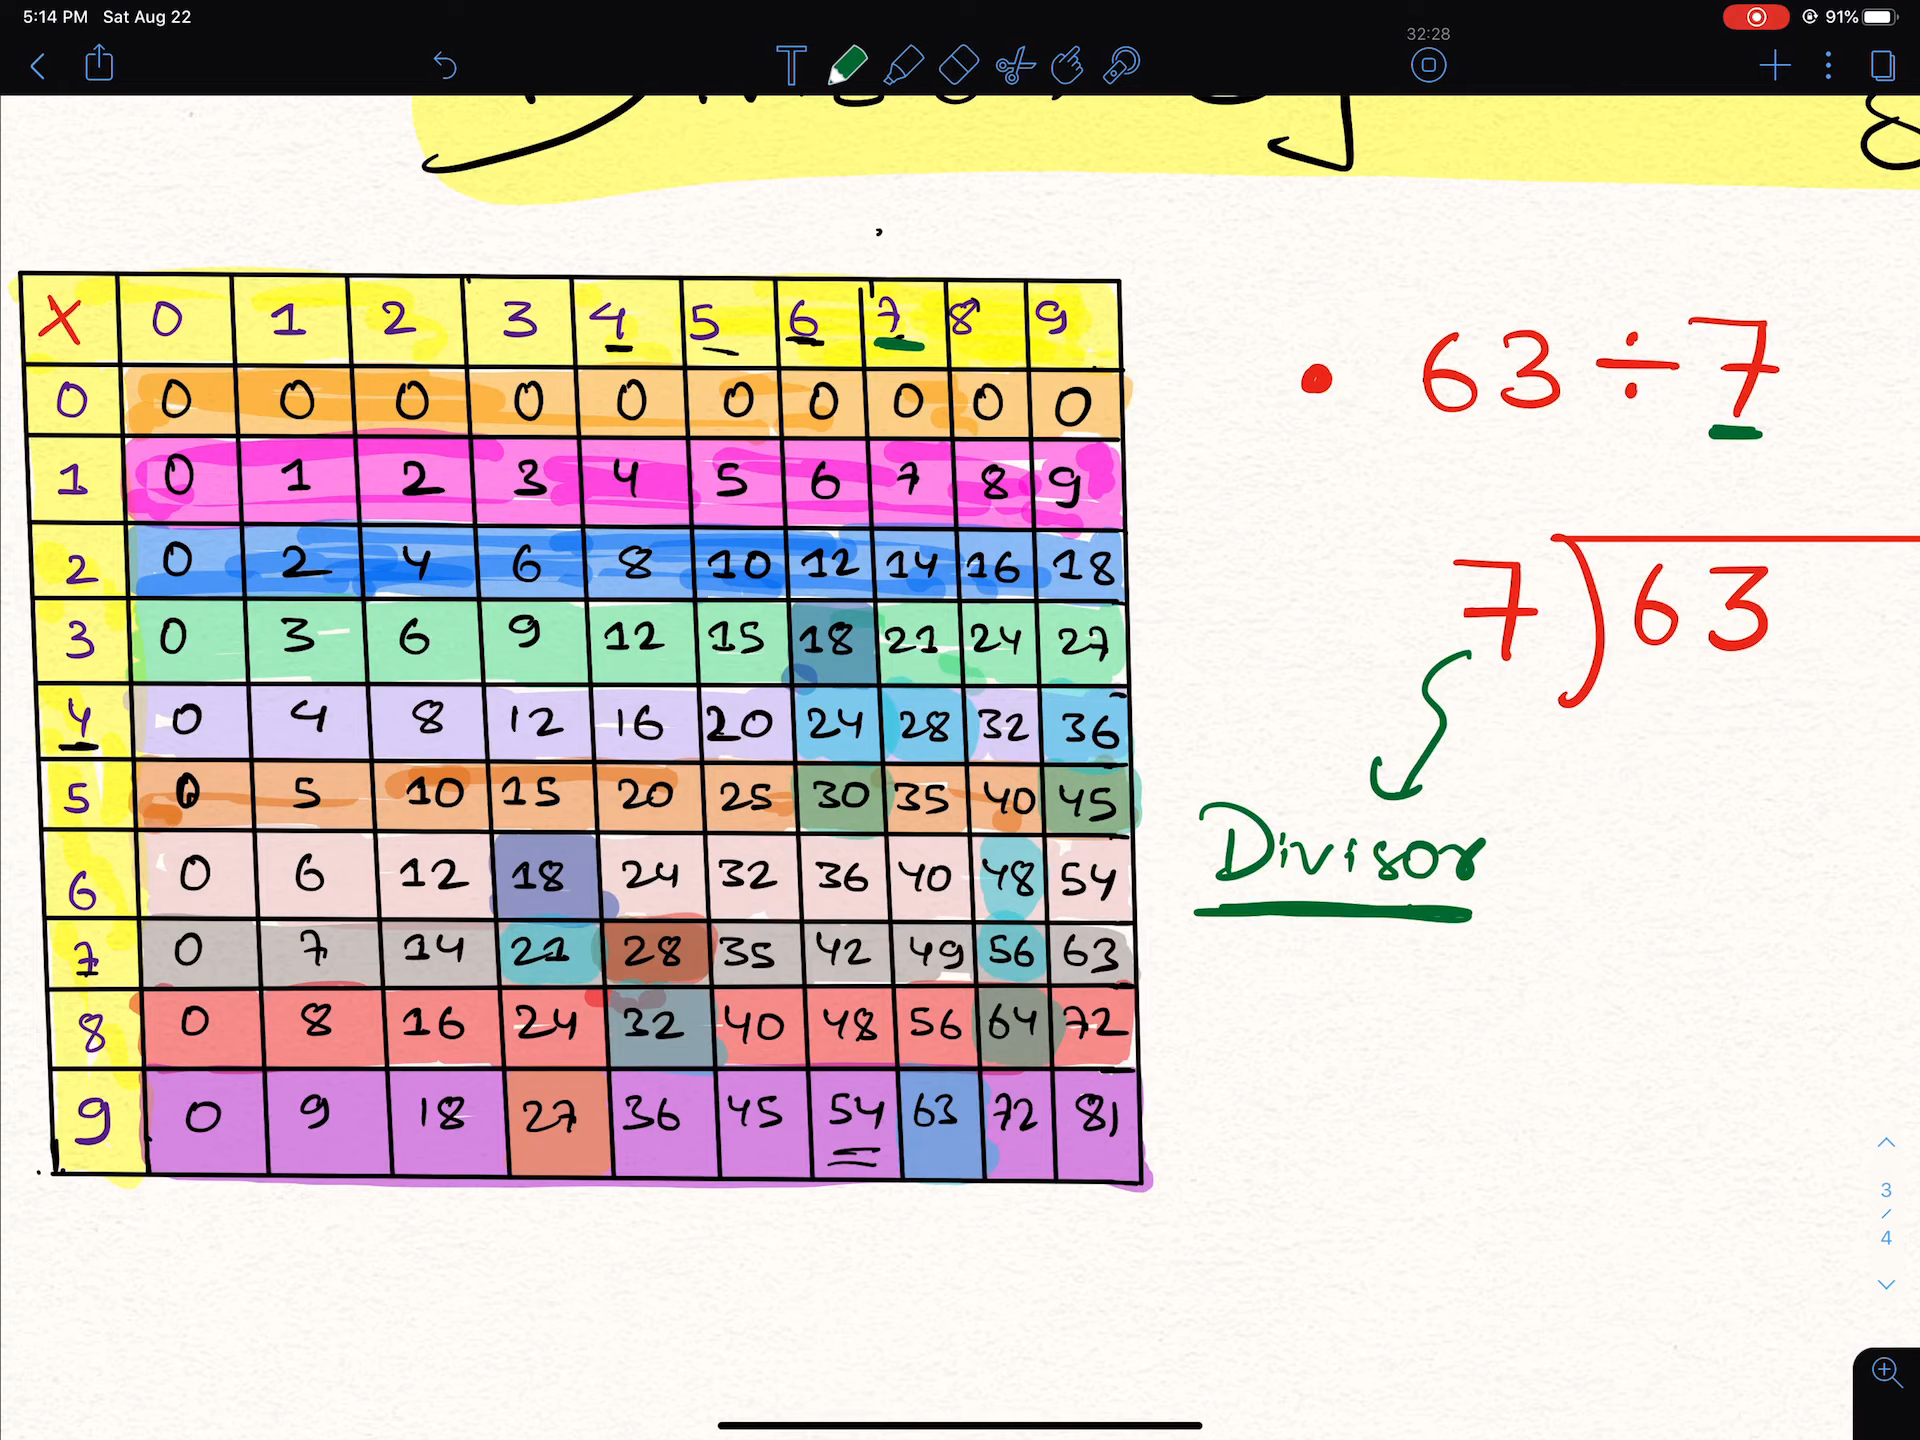 5:14 PM Sat Aug 22
91%
32:28
X 0 1 2 3 4 5 6 7 8 9
0 0 0 0 0 0 0 0 0 0 0
1 0 1 2 3 4 5 6 7 8 9
2 0 2 4 6 8 10 12 14 16 18
3 0 3 6 9 12 15 18 21 24 27
4 0 4 8 12 16 20 24 28 32 36
5 0 5 10 15 20 25 30 35 40 45
6 0 6 12 18 24 32 36 40 48 54
7 0 7 14 21 28 35 42 49 56 63
8 0 8 16 24 32 40 48 56 64 72
9 0 9 18 27 36 45 54 63 72 81
• 63 ÷ 7
7)63
Divisor
3
/
4